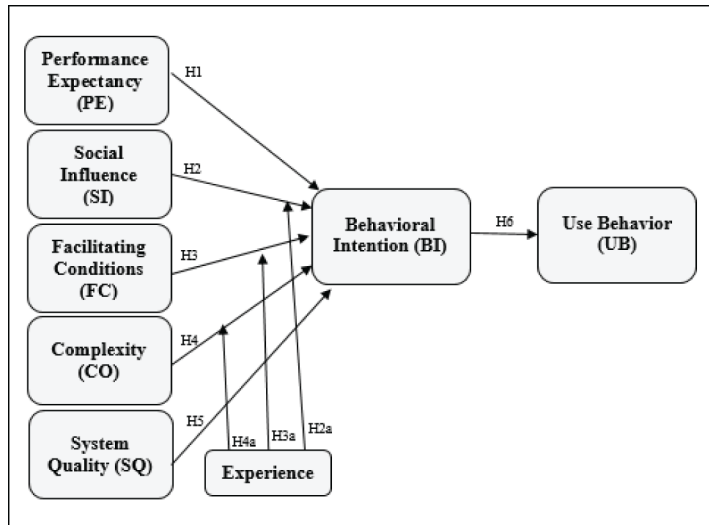 Performance
Expectancy
(PE)
H1
Social
Influence
(SI)
H2
Facilitating
Conditions
(FC)
H3
Complexity
(CO)
H4
System
Quality (SQ)
H5
Behavioral
Intention (BI)
H6
Use Behavior
(UB)
H4a
H3a
H2a
Experience